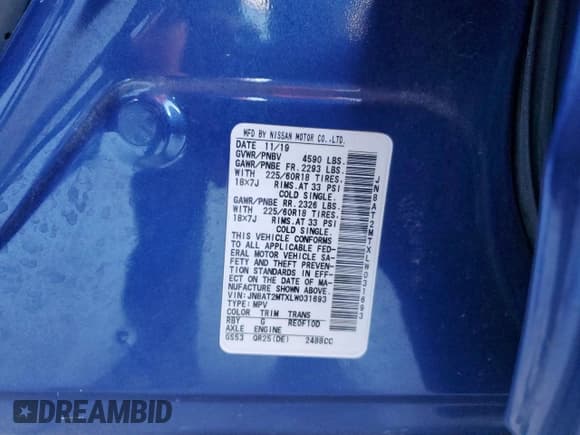 MFD BY NISSAN MOTOR CO.,LTD.
DATE 11/19
GVWR/PNBV 4590 LBS.
GAWR/PNBE FR. 2293 LBS.
WITH 225/60R18 TIRES.
18X7J RIMS.AT 33 PSI
COLD SINGLE.
GAWR/PNBE RR. 2326 LBS.
WITH 225/60R18 TIRES.
18X7J RIMS.AT 33 PSI
COLD SINGLE.
THIS VEHICLE CONFORMS
TO ALL APPLICABLE FED-
ERAL MOTOR VEHICLE SA-
FETY AND THEFT PREVEN-
TION STANDARDS IN EFF-
ECT ON THE DATE OF MA-
NUFACTURE SHOWN ABOVE.
VIN:JN8AT2MTXLW031693
TYPE:MPV
COLOR TRIM TRANS
RBY G RE0F10D
AXLE ENGINE
GS53 QR25(DE) 2488CC
JN8AT2MTXLW031693
DREAMBID